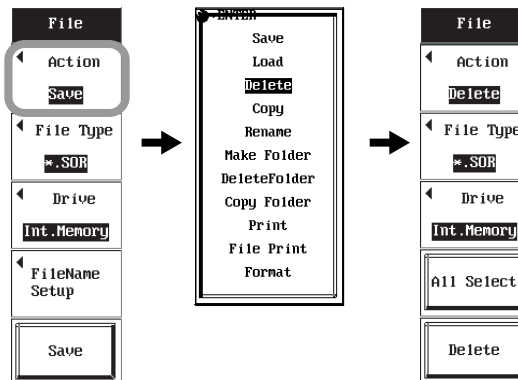 File
Action
Save
File Type
*.SOR
Drive
Int.Memory
FileName
Setup
Save
ENTER
Save
Load
Delete
Copy
Rename
Make Folder
DeleteFolder
Copy Folder
Print
File Print
Format
File
Action
Delete
File Type
*.SOR
Drive
Int.Memory
All Select
Delete